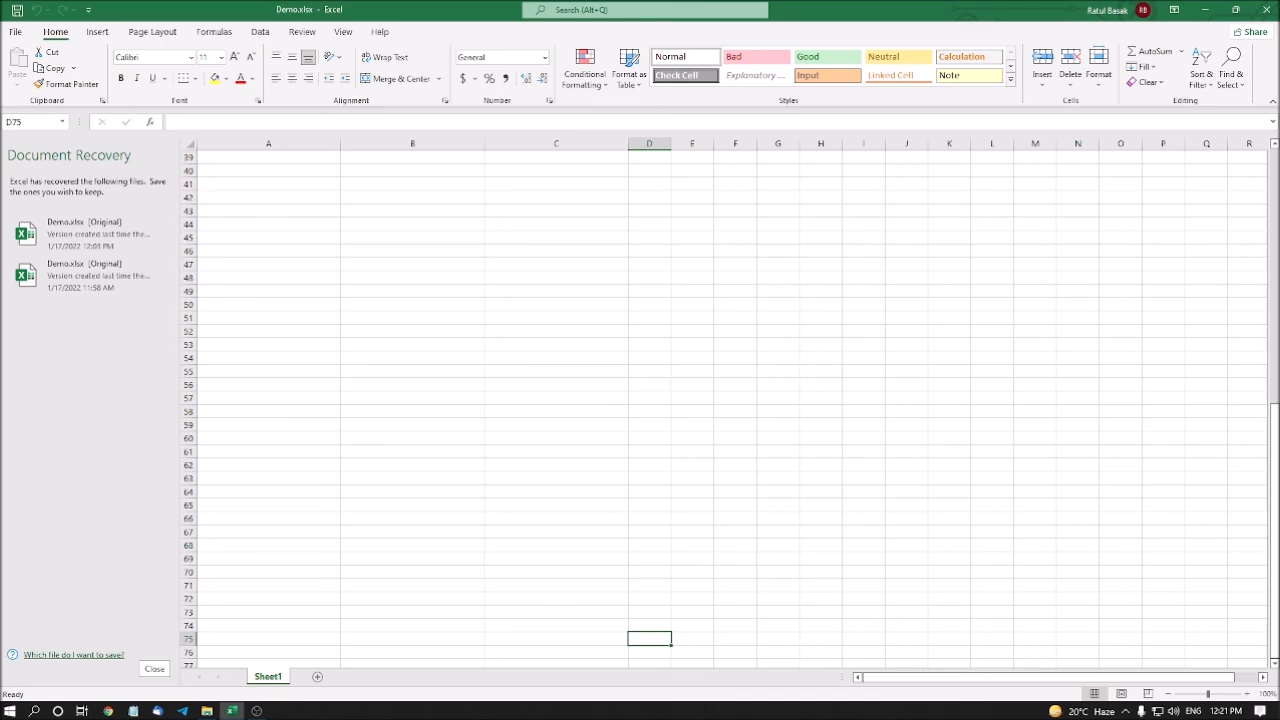 Demo.xlsx - Excel
Search (Alt+Q)
Ratul Basak
RB
File Home Insert Page Layout Formulas Data Review View Help
Share
Paste
Cut
Copy
Format Painter
Clipboard
Calibri 11
B I U
Font
Wrap Text
Merge & Center
Alignment
General
$ % ,
Number
Conditional Formatting
Format as Table
Normal Bad Good Neutral Calculation
Check Cell Explanatory ... Input Linked Cell Note
Styles
Insert Delete Format
Cells
AutoSum
Fill
Clear
Sort & Filter
Find & Select
Editing
D75
fx
Document Recovery
Excel has recovered the following files. Save
the ones you wish to keep.
Demo.xlsx [Original]
Version created last time the...
1/17/2022 12:03 PM
Demo.xlsx [Original]
Version created last time the...
1/17/2022 11:58 AM
Which file do I want to save?
Close
A B C D E F G H I J K L M N O P Q R
39
40
41
42
43
44
45
46
47
48
49
50
51
52
53
54
55
56
57
58
59
60
61
62
63
64
65
66
67
68
69
70
71
72
73
74
75
76
77
Sheet1
Ready
100%
20°C Haze
ENG
12:21 PM